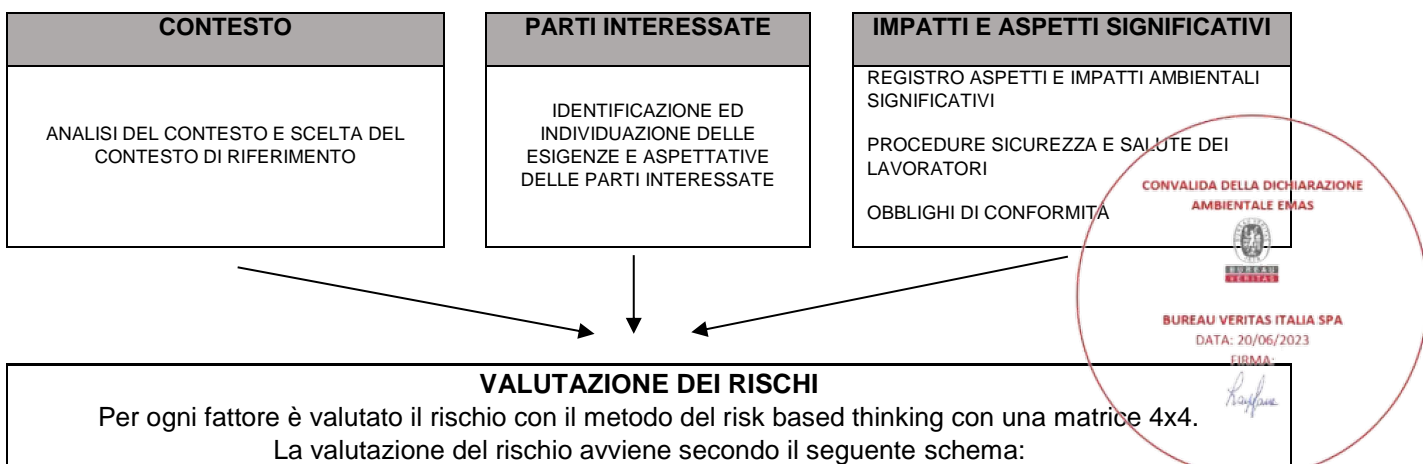 CONTESTO
ANALISI DEL CONTESTO E SCELTA DEL
CONTESTO DI RIFERIMENTO
PARTI INTERESSATE
IDENTIFICAZIONE ED
INDIVIDUAZIONE DELLE
ESIGENZE E ASPETTATIVE
DELLE PARTI INTERESSATE
IMPATTI E ASPETTI SIGNIFICATIVI
REGISTRO ASPETTI E IMPATTI AMBIENTALI
SIGNIFICATIVI
PROCEDURE SICUREZZA E SALUTE DEI
LAVORATORI
OBBLIGHI DI CONFORMITÀ
CONVALIDA DELLA DICHIARAZIONE
AMBIENTALE EMAS
BUREAU
VERITAS
BUREAU VERITAS ITALIA SPA
DATA: 20/06/2023
FIRMA:
VALUTAZIONE DEI RISCHI
Per ogni fattore è valutato il rischio con il metodo del risk based thinking con una matrice 4x4.
La valutazione del rischio avviene secondo il seguente schema: